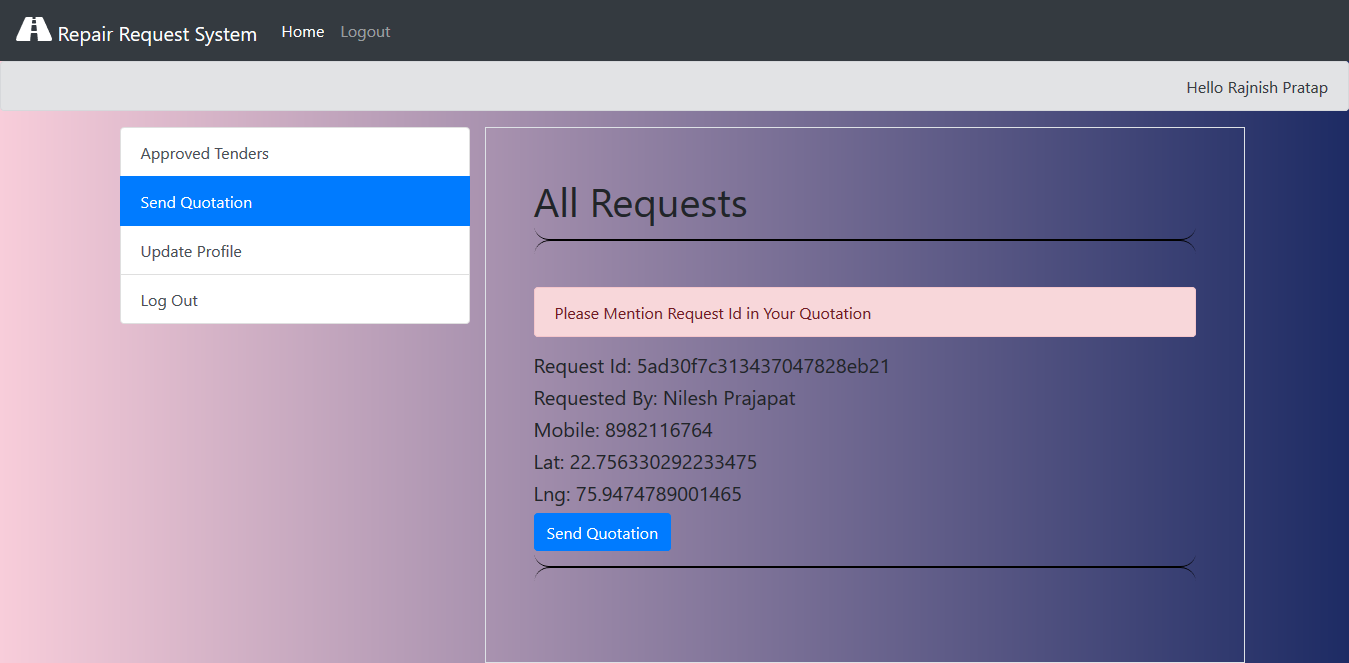 Repair Request System Home Logout
Hello Rajnish Pratap
Approved Tenders
Send Quotation
Update Profile
Log Out
All Requests
Please Mention Request Id in Your Quotation
Request Id: 5ad30f7c313437047828eb21
Requested By: Nilesh Prajapat
Mobile: 8982116764
Lat: 22.756330292233475
Lng: 75.9474789001465
Send Quotation